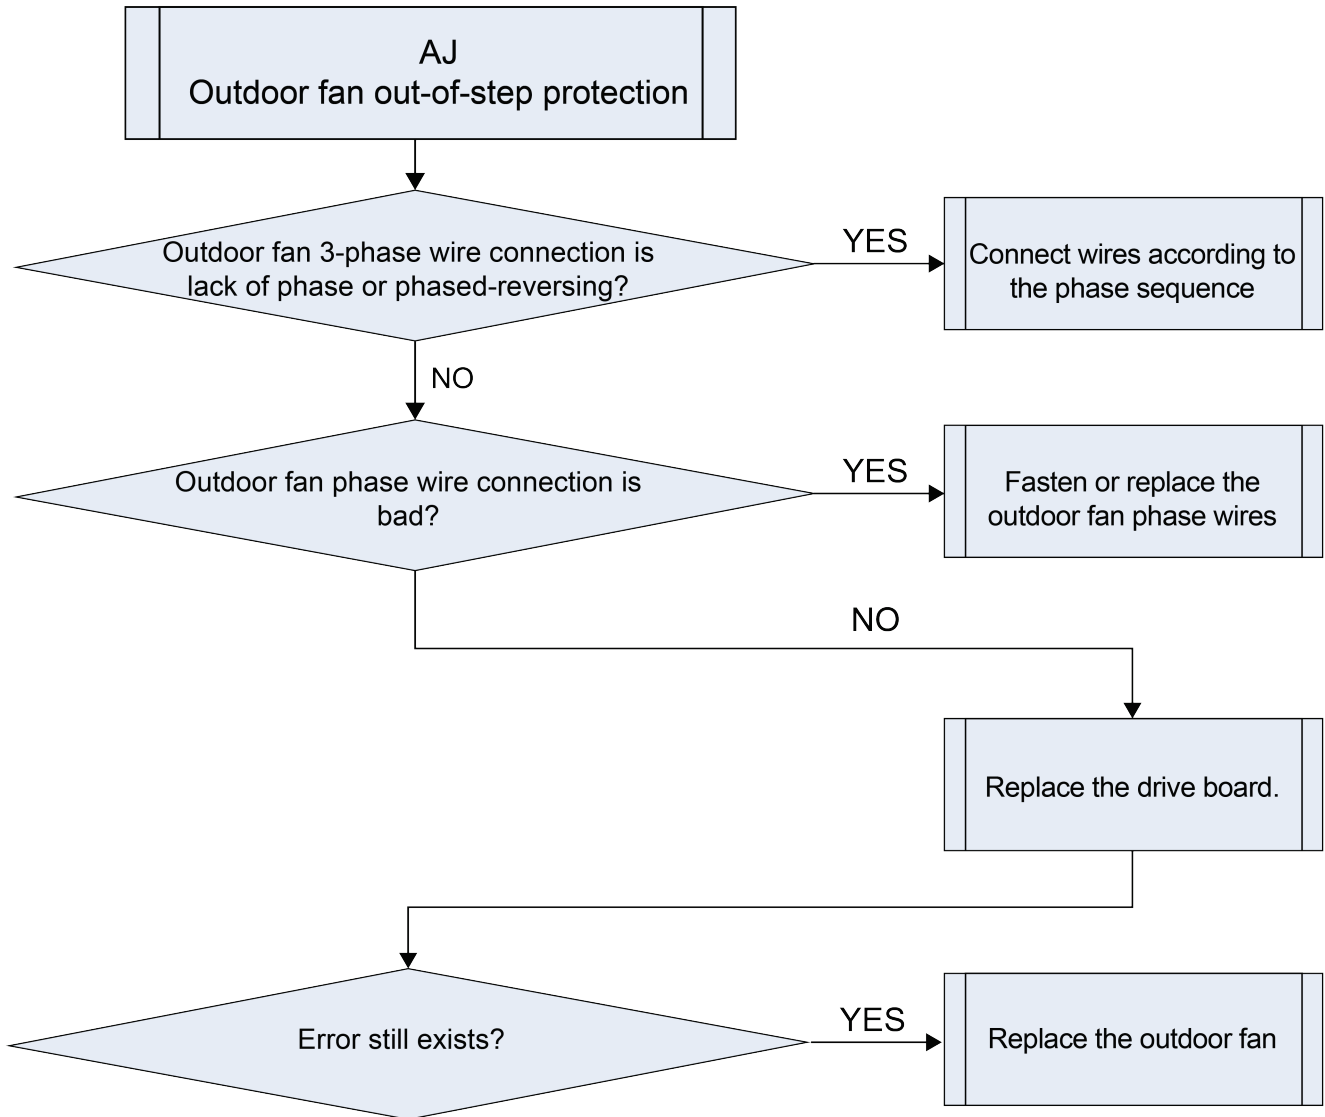 AJ
Outdoor fan out-of-step protection
Outdoor fan 3-phase wire connection is
lack of phase or phased-reversing?
YES
Connect wires according to
the phase sequence
NO
Outdoor fan phase wire connection is
bad?
YES
Fasten or replace the
outdoor fan phase wires
NO
Replace the drive board.
Error still exists?
YES
Replace the outdoor fan